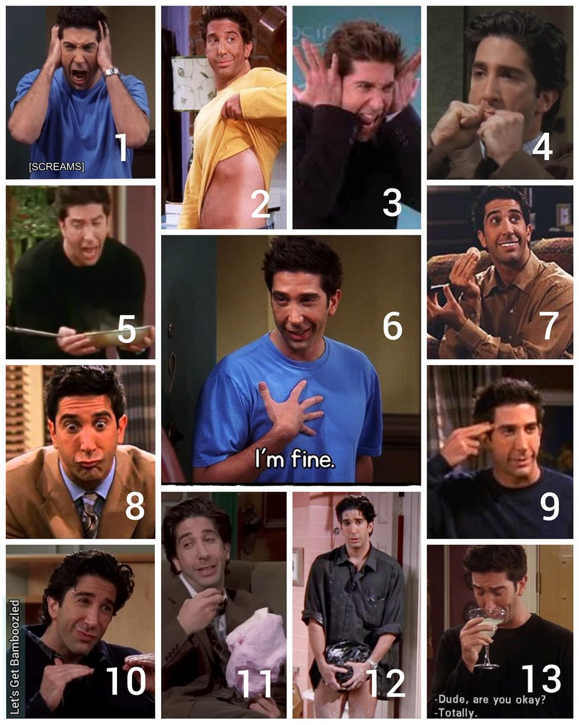 [SCREAMS]
1
2
3
4
5
6
I'm fine.
7
8
9
Let's Get Bamboozled
10
11
12
13
-Dude, are you okay?
-Totally.